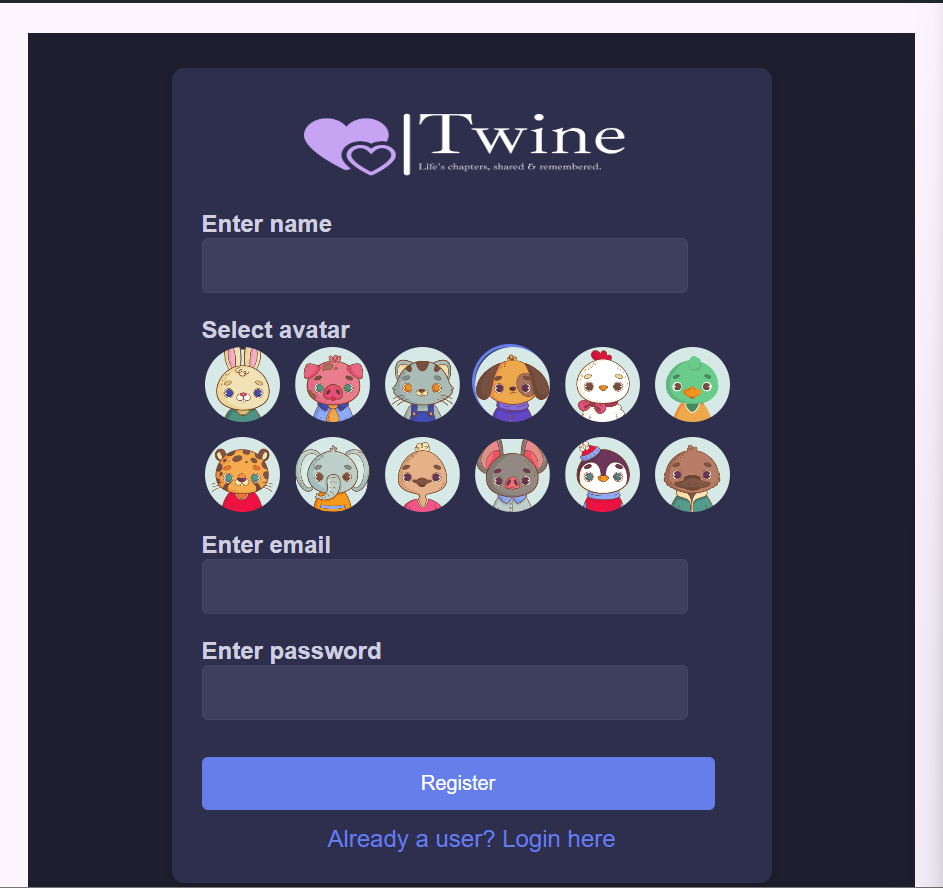 Twine
Life's chapters, shared & remembered.
Enter name
Select avatar
Enter email
Enter password
Register
Already a user? Login here